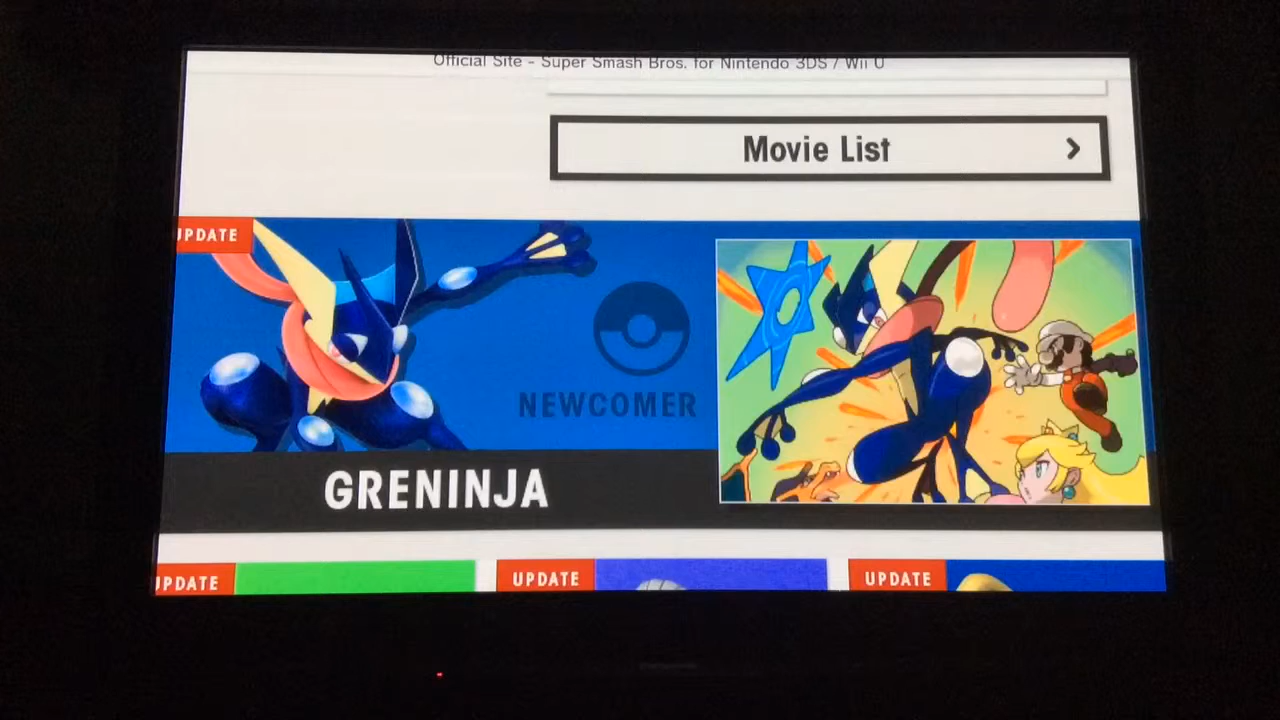 Official Site - Super Smash Bros. for Nintendo 3DS / Wii U
Movie List
UPDATE
NEWCOMER
GRENINJA
UPDATE
UPDATE
UPDATE